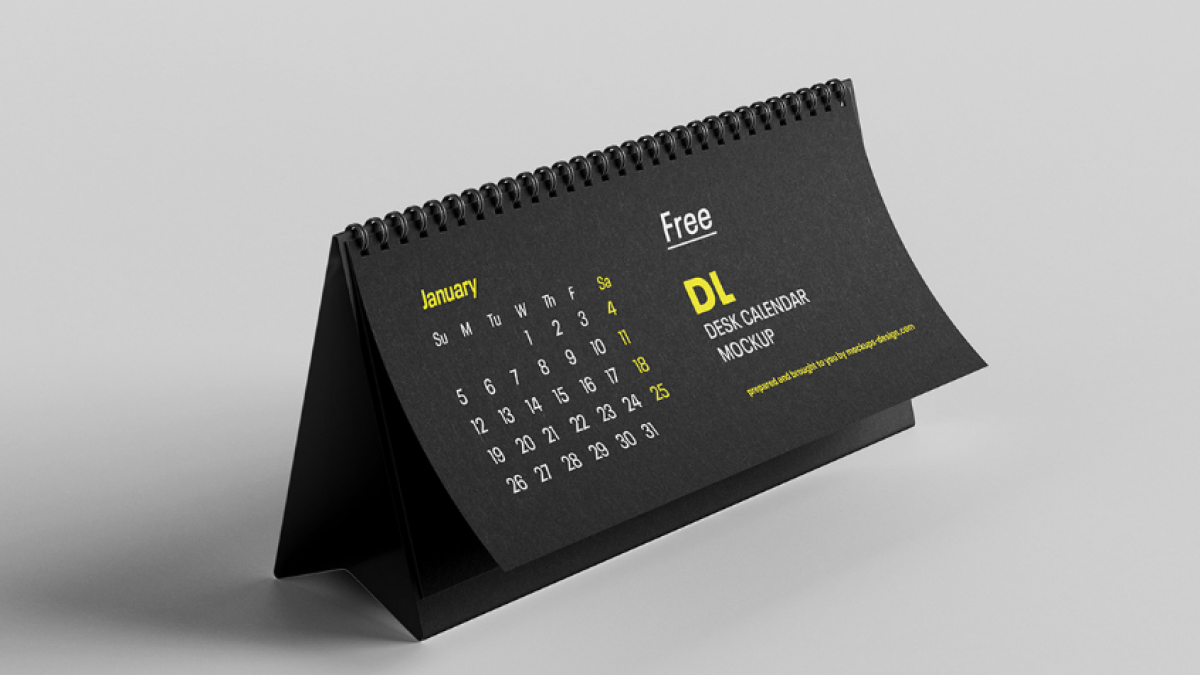 January
Su M Tu W Th F Sa
1 2 3 4
5 6 7 8 9 10 11
12 13 14 15 16 17 18
19 20 21 22 23 24 25
26 27 28 29 30 31
Free
DL
DESK CALENDAR
MOCKUP
prepared and brought to you by mockups-design.com